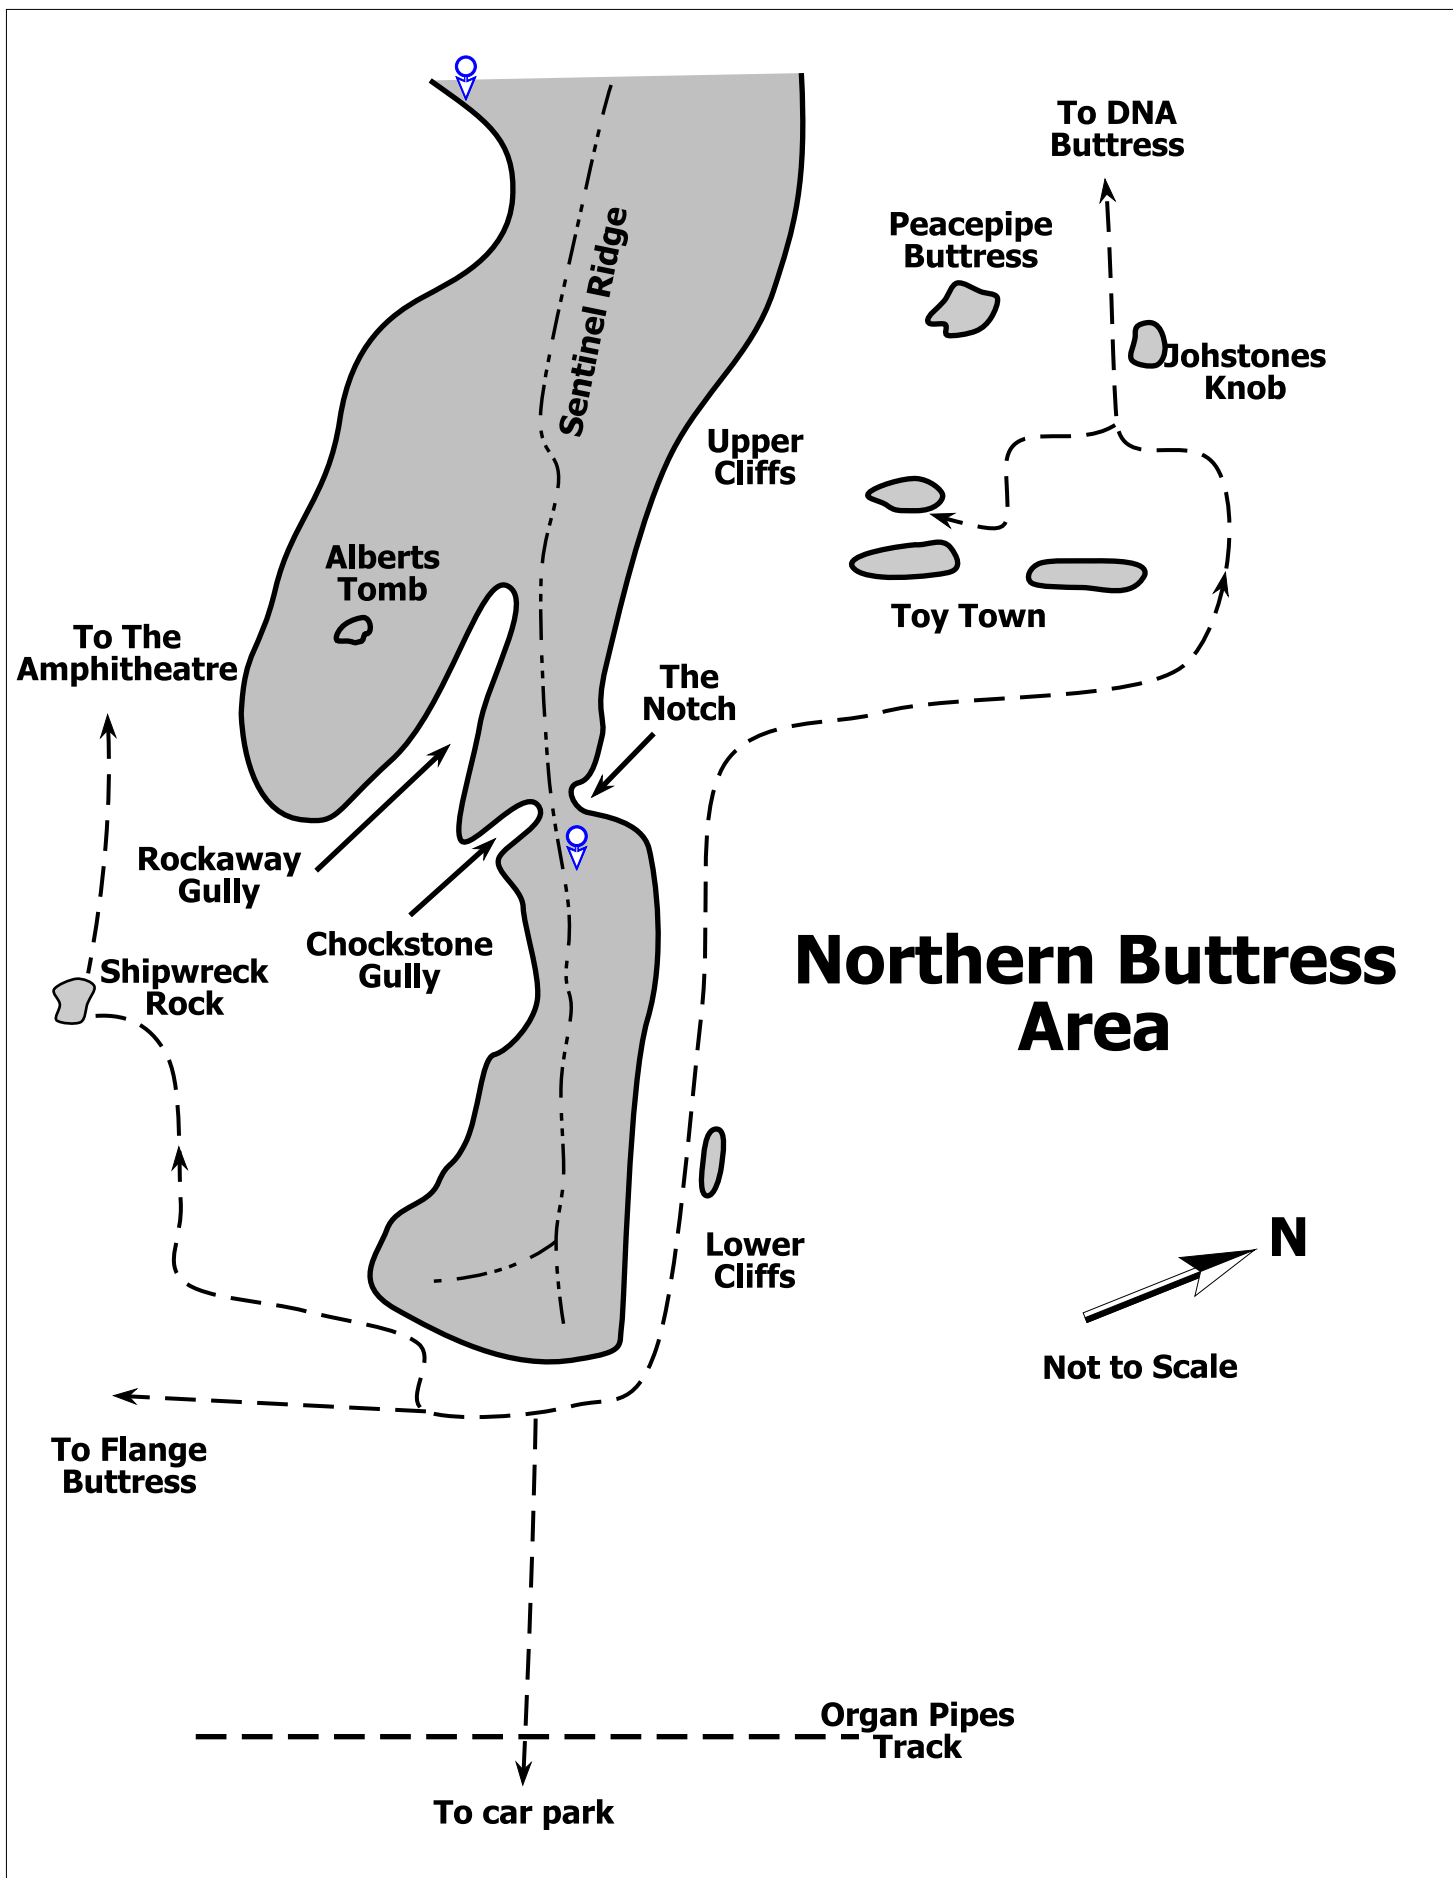 To DNA
Buttress
Peacepipe
Buttress
Sentinel Ridge
Johstones
Knob
Upper
Cliffs
Alberts
Tomb
Toy Town
To The
Amphitheatre
The
Notch
Rockaway
Gully
Chockstone
Gully
Shipwreck
Rock
Northern Buttress
Area
Lower
Cliffs
N
Not to Scale
To Flange
Buttress
Organ Pipes
Track
To car park